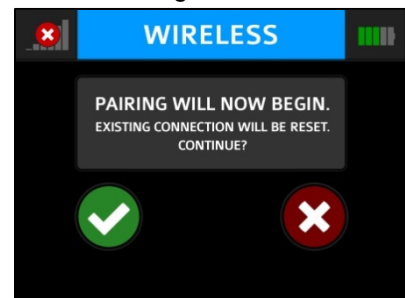 WIRELESS
PAIRING WILL NOW BEGIN.
EXISTING CONNECTION WILL BE RESET.
CONTINUE?